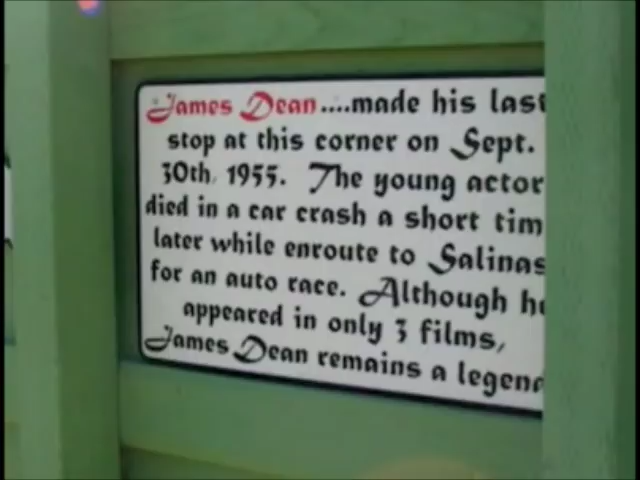 James Dean....made his last
stop at this corner on Sept.
30th, 1955. The young actor
died in a car crash a short tim
later while enroute to Salinas
for an auto race. Although h
appeared in only 3 films,
James Dean remains a legend